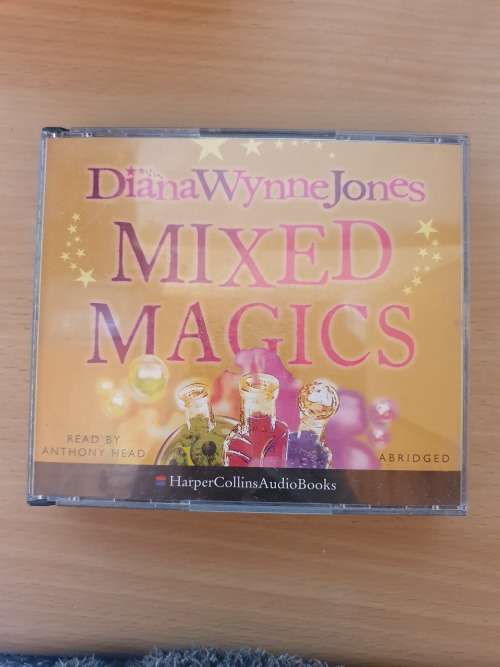 DianaWynneJones
MIXED
MAGICS
READ BY
ANTHONY HEAD
ABRIDGED
HarperCollinsAudioBooks